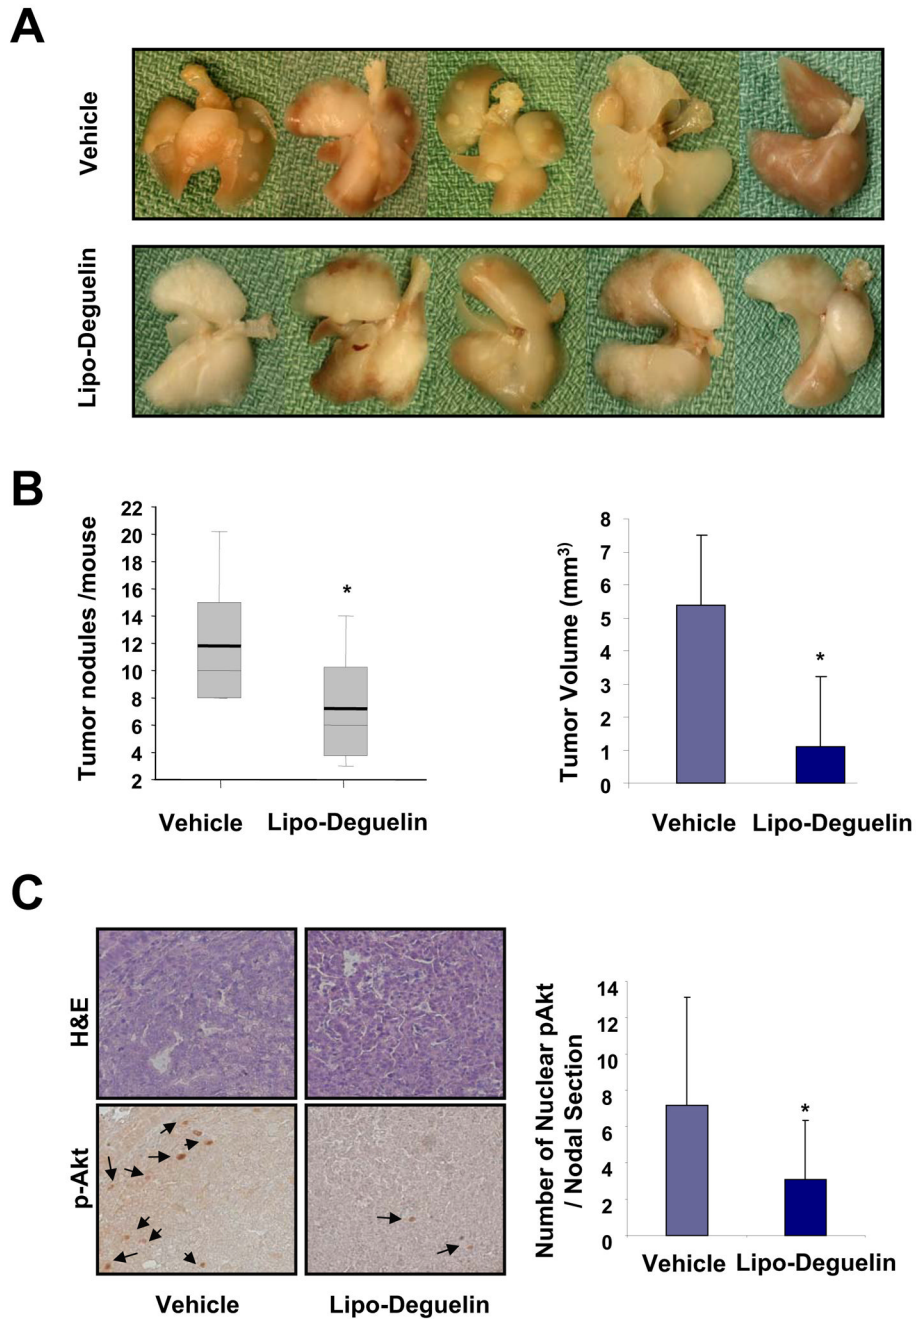 A
Vehicle
Lipo-Deguelin
B
Tumor nodules /mouse
22
20
18
16
14
12
10
8
6
4
2
*
Vehicle
Lipo-Deguelin
Tumor Volume (mm³)
8
7
6
5
4
3
2
1
0
*
Vehicle
Lipo-Deguelin
C
H&E
p-Akt
Vehicle
Lipo-Deguelin
Number of Nuclear pAkt
/ Nodal Section
14
12
10
8
6
4
2
0
*
Vehicle
Lipo-Deguelin